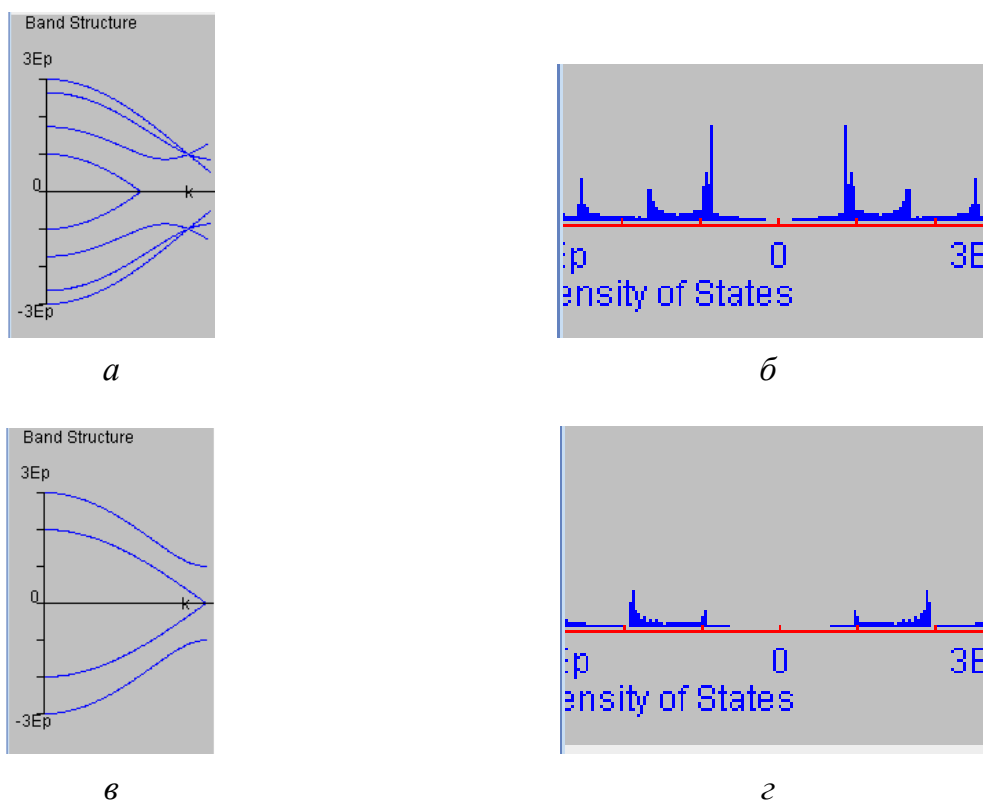 Band Structure
3Ep
0
k
-3Ep
:p 0 3E
ensity of States
а б
Band Structure
3Ep
0
k
-3Ep
:p 0 3E
ensity of States
в г